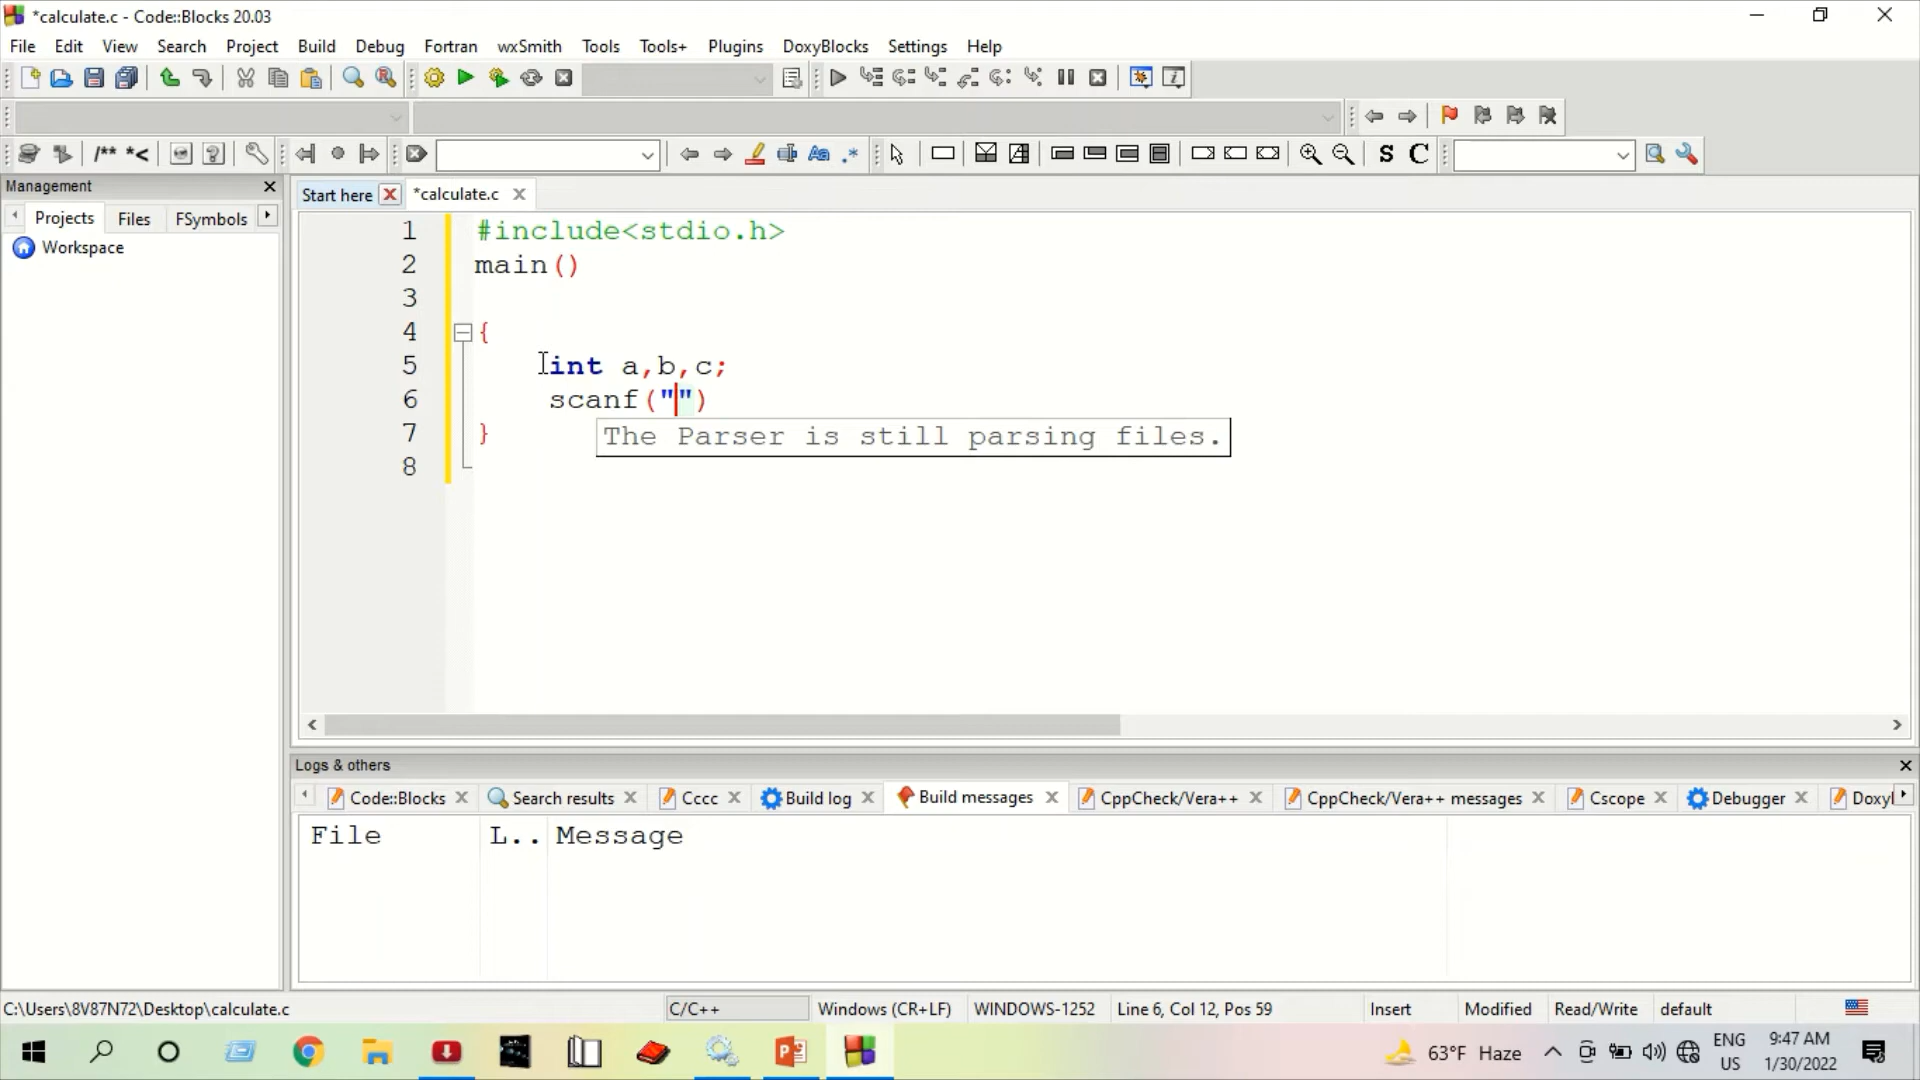 *calculate.c - Code::Blocks 20.03
File Edit View Search Project Build Debug Fortran wxSmith Tools Tools+ Plugins DoxyBlocks Settings Help
/** *< Aa .* S C
Management
Projects Files FSymbols
Workspace
Start here *calculate.c
1 #include<stdio.h>
2 main()
3
4 {
5 int a,b,c;
6 scanf("")
7 }
The Parser is still parsing files.
8
Logs & others
Code::Blocks Search results Cccc Build log Build messages CppCheck/Vera++ CppCheck/Vera++ messages Cscope Debugger Doxyl
File L.. Message
C:\Users\8V87N72\Desktop\calculate.c C/C++ Windows (CR+LF) WINDOWS-1252 Line 6, Col 12, Pos 59 Insert Modified Read/Write default
63°F Haze ENG US 9:47 AM 1/30/2022